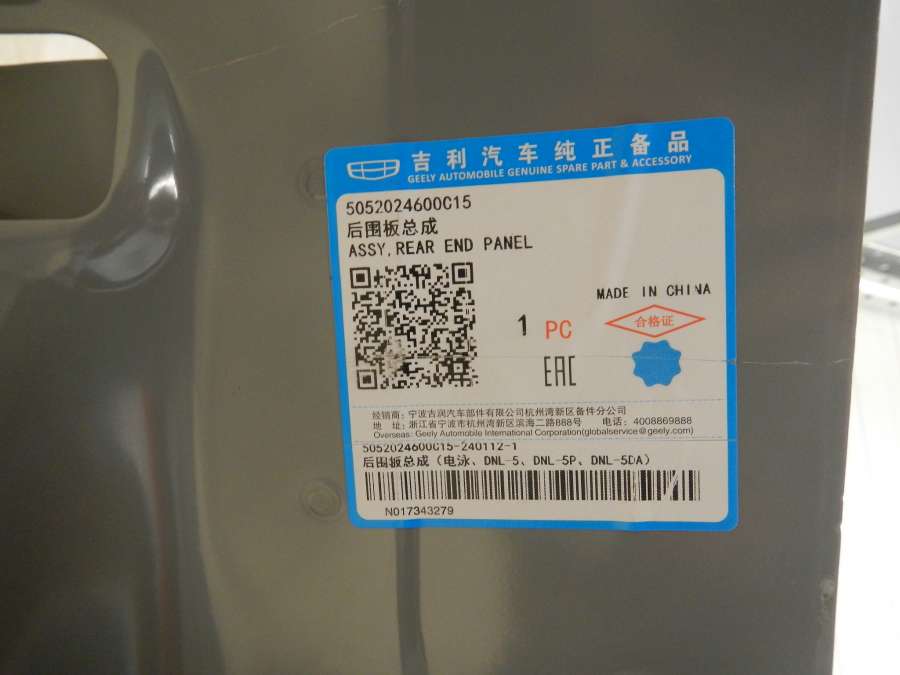 吉利汽车纯正备品
GEELY AUTOMOBILE GENUINE SPARE PART & ACCESSORY
5052024600C15
后围板总成
ASSY,REAR END PANEL
MADE IN CHINA
1 PC
合格证
EAC
经销商: 宁波吉润汽车部件有限公司杭州湾新区备件分公司
地 址: 浙江省宁波市杭州湾新区滨海二路888号 电话: 4008869888
Overseas: Geely Automobile International Corporation(globalservice@geely.com)
5052024600C15-240112-1
后围板总成 (电泳、DNL-5、DNL-5P、DNL-5DA)
N017343279